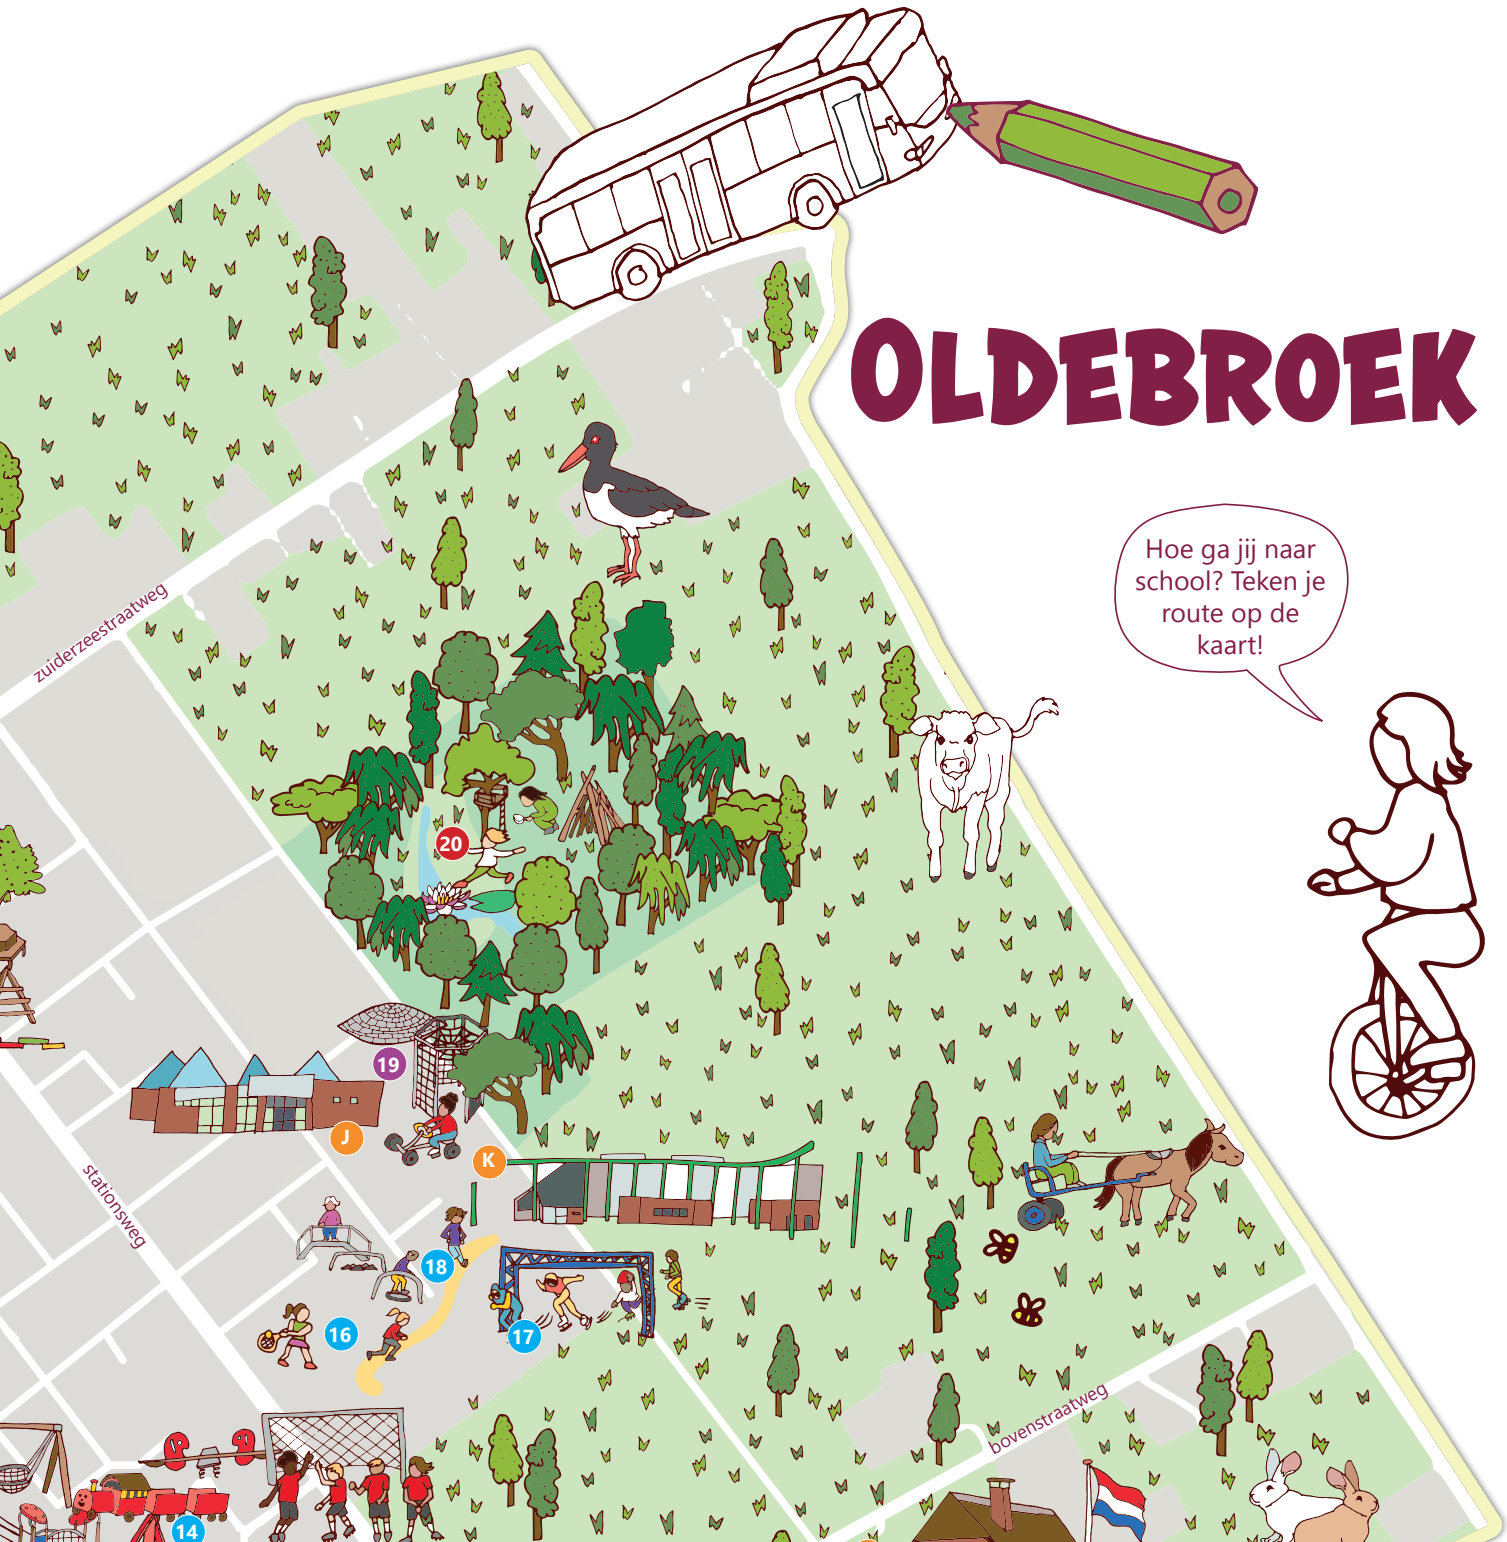 OLDEBROEK
Hoe ga jij naar
school? Teken je
route op de
kaart!
zuiderzeestraatweg
20
19
J
K
stationsweg
18
16
17
bovenstraatweg
14